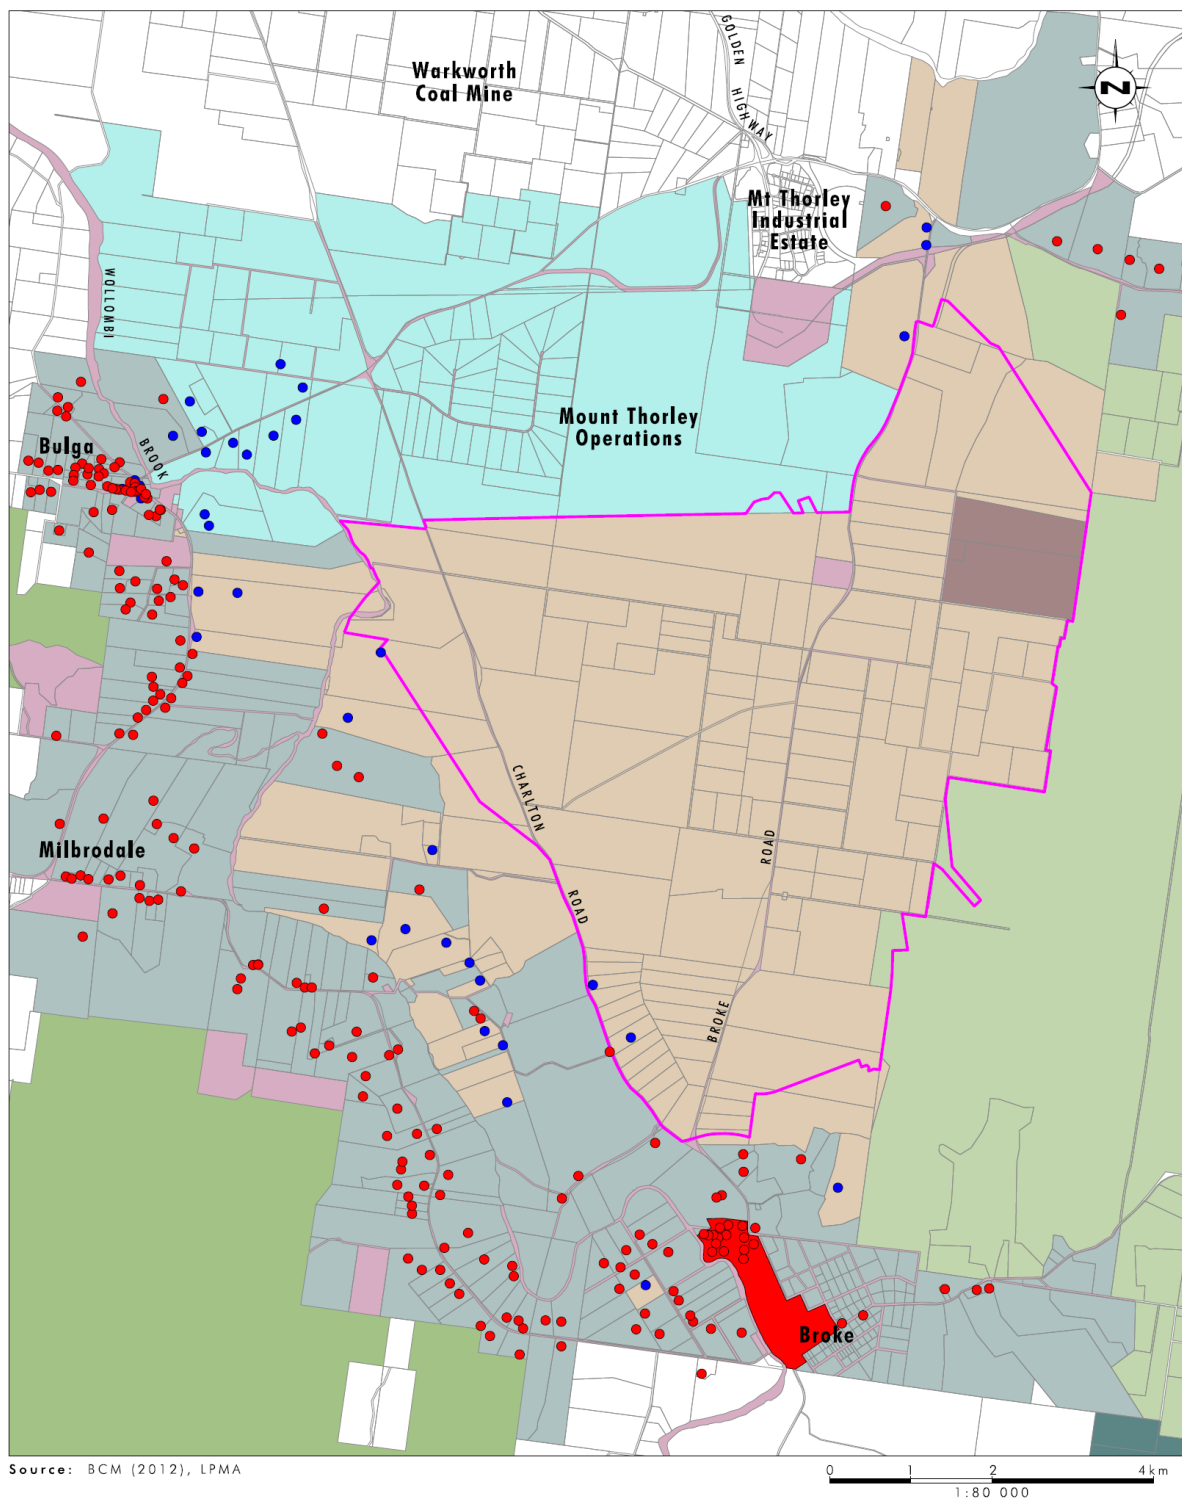 GOLDEN HIGHWAY
Warkworth
Coal Mine
N
Mt Thorley
Industrial
Estate
WOLLOMBI
BROOK
Mount Thorley
Operations
Bulga
CHARLTON
ROAD
ROAD
BROKE
Milbrodale
Broke
Source: BCM (2012), LPMA
0 1 2 4km
1:80 000